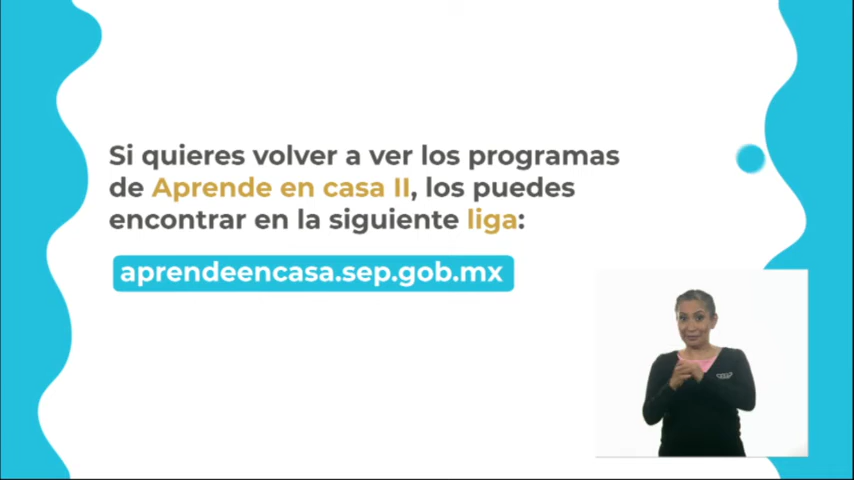 Si quieres volver a ver los programas
de Aprende en casa II, los puedes
encontrar en la siguiente liga:
aprendeencasa.sep.gob.mx